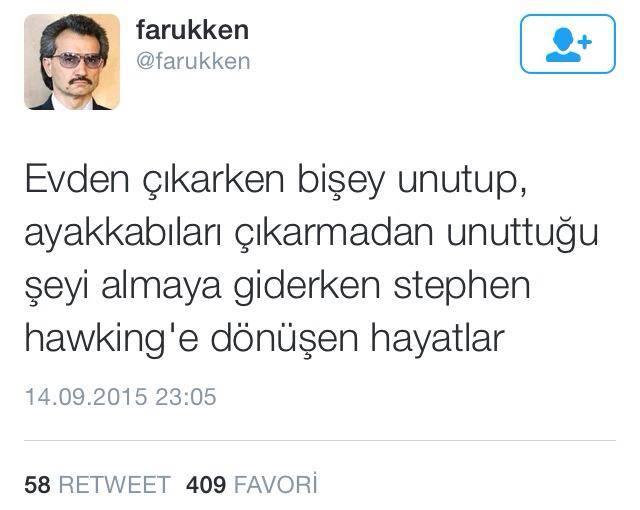 farukken
@farukken
Evden çıkarken bişey unutup,
ayakkabıları çıkarmadan unuttuğu
şeyi almaya giderken stephen
hawking'e dönüşen hayatlar
14.09.2015 23:05
58 RETWEET 409 FAVORİ